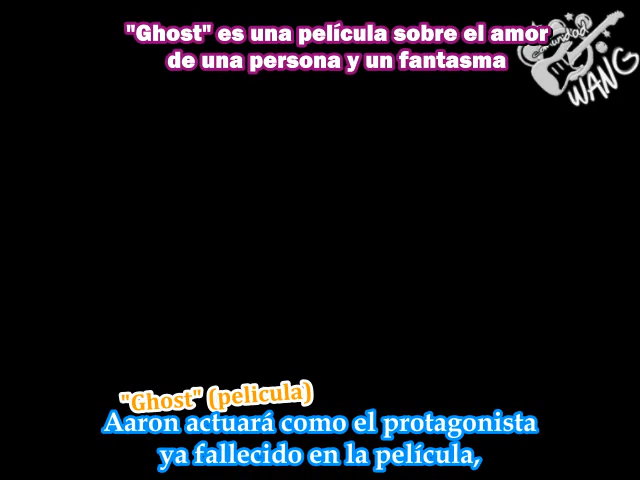 "Ghost" es una película sobre el amor
de una persona y un fantasma
comunidad
WANG
"Ghost" (pelicula)
Aaron actuará como el protagonista
ya fallecido en la película,